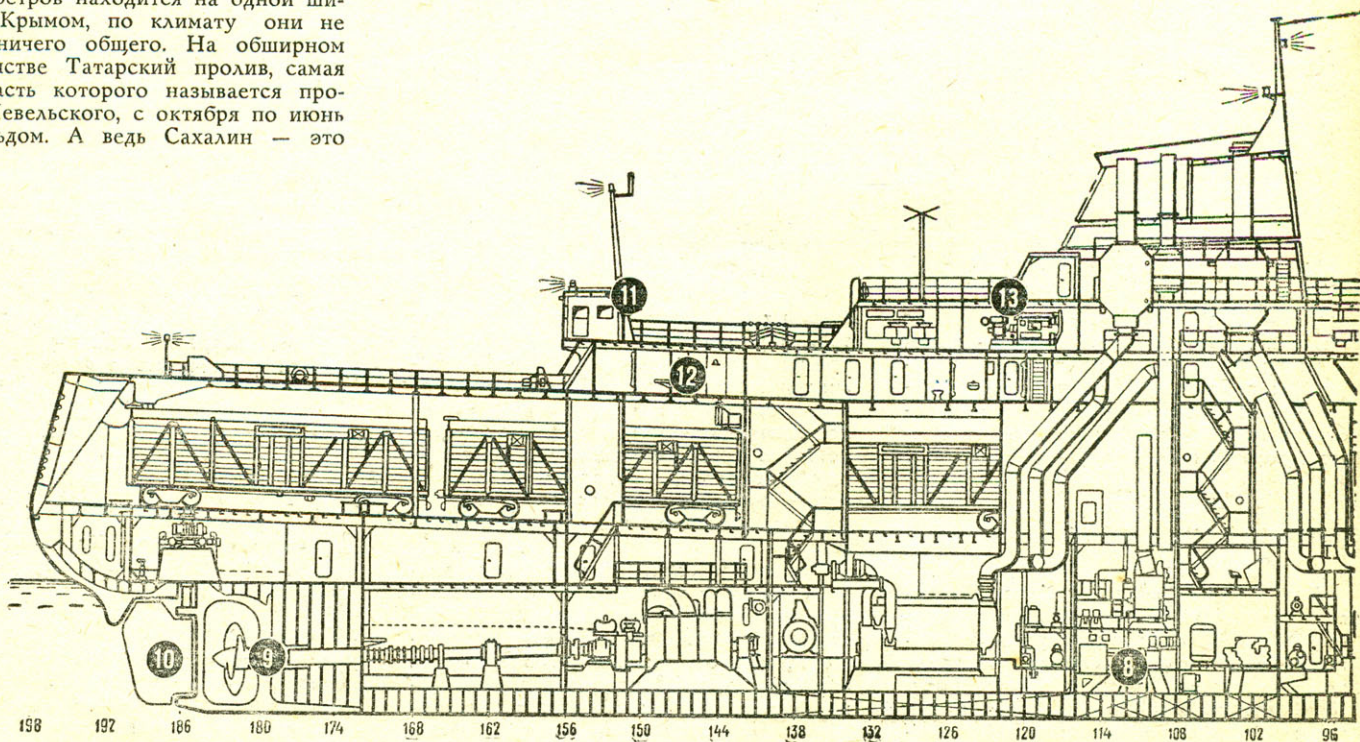 остров находится на одной ши-
Крымом, по климату они не
ничего общего. На обширном
нстве Татарский пролив, самая
асть которого называется про-
Невельского, с октября по июнь
ьдом. А ведь Сахалин — это
11
13
12
10
9
8
198 192 186 180 174 168 162 156 150 144 138 132 126 120 114 108 102 96